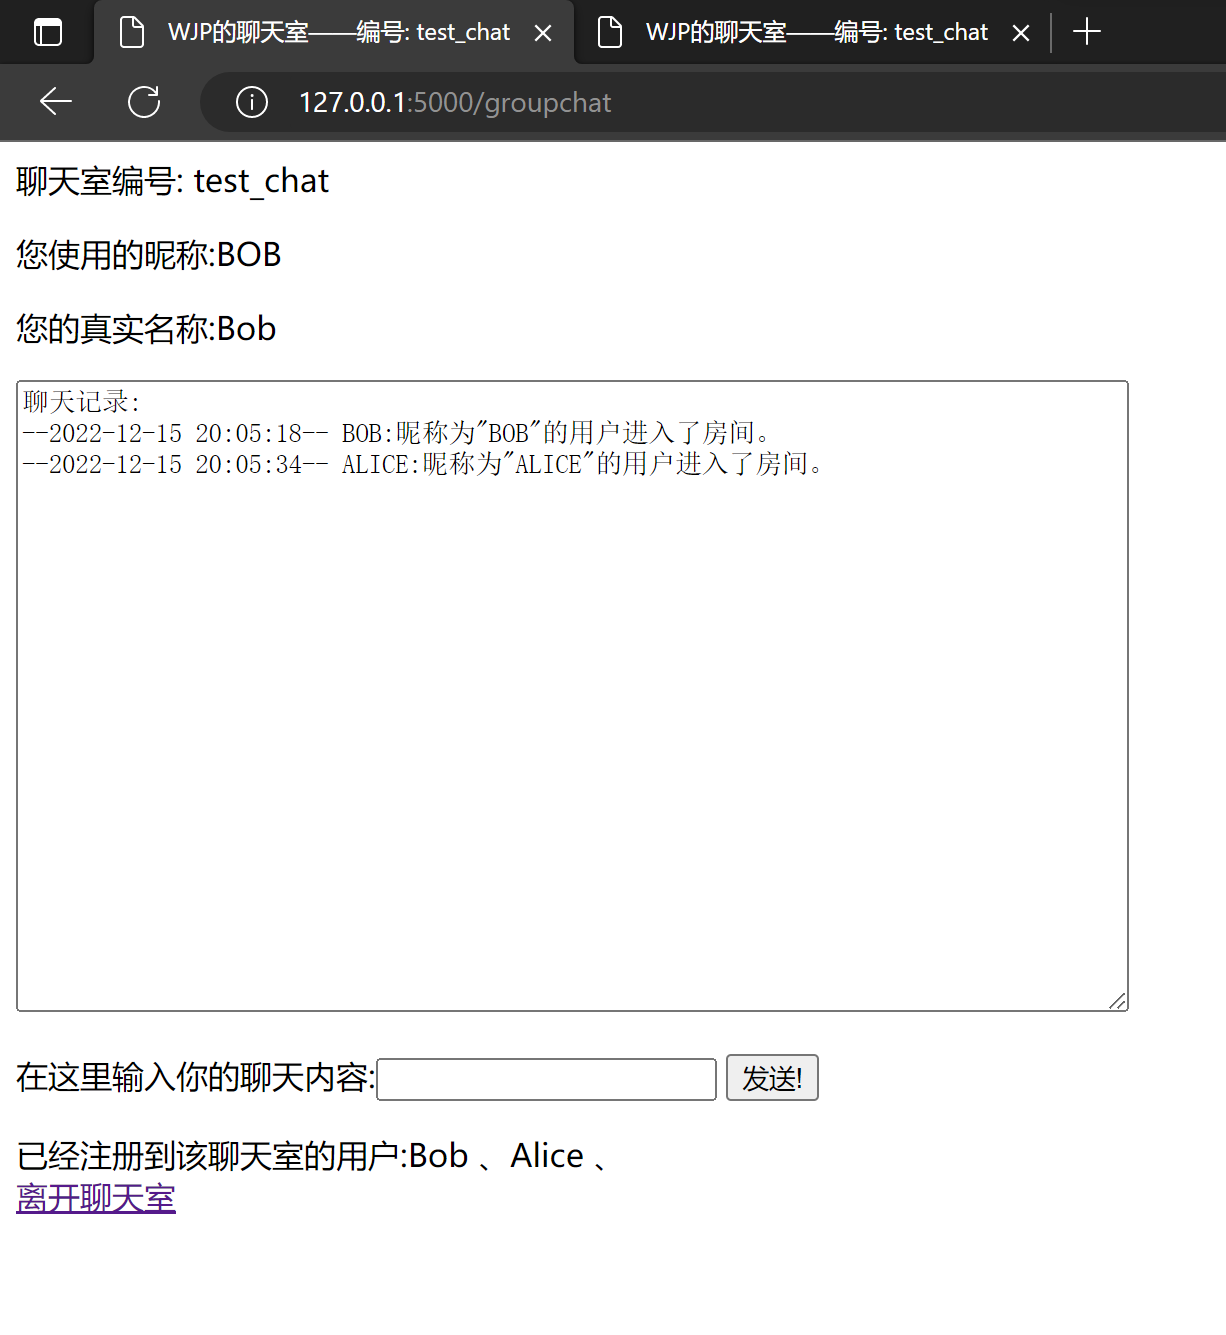 WJP的聊天室——编号: test_chat
WJP的聊天室——编号: test_chat
127.0.0.1:5000/groupchat
聊天室编号: test_chat
您使用的昵称:BOB
您的真实名称:Bob
聊天记录:
--2022-12-15 20:05:18-- BOB:昵称为"BOB"的用户进入了房间。
--2022-12-15 20:05:34-- ALICE:昵称为"ALICE"的用户进入了房间。
在这里输入你的聊天内容: 发送!
已经注册到该聊天室的用户:Bob 、Alice 、
离开聊天室